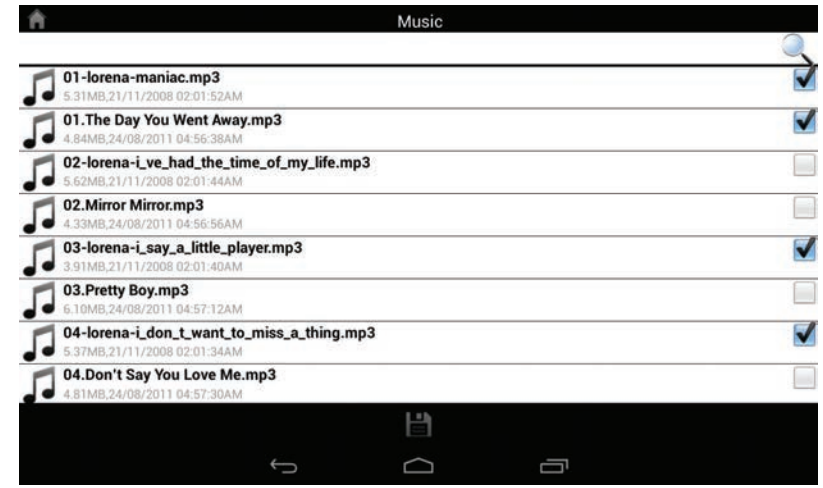 Music
01-lorena-maniac.mp3
5.31MB,21/11/2008 02:01:52AM
01.The Day You Went Away.mp3
4.84MB,24/08/2011 04:56:38AM
02-lorena-i_ve_had_the_time_of_my_life.mp3
5.62MB,21/11/2008 02:01:44AM
02.Mirror Mirror.mp3
4.33MB,24/08/2011 04:56:56AM
03-lorena-i_say_a_little_player.mp3
3.91MB,21/11/2008 02:01:40AM
03.Pretty Boy.mp3
6.10MB,24/08/2011 04:57:12AM
04-lorena-i_don_t_want_to_miss_a_thing.mp3
5.37MB,21/11/2008 02:01:34AM
04.Don't Say You Love Me.mp3
4.81MB,24/08/2011 04:57:30AM